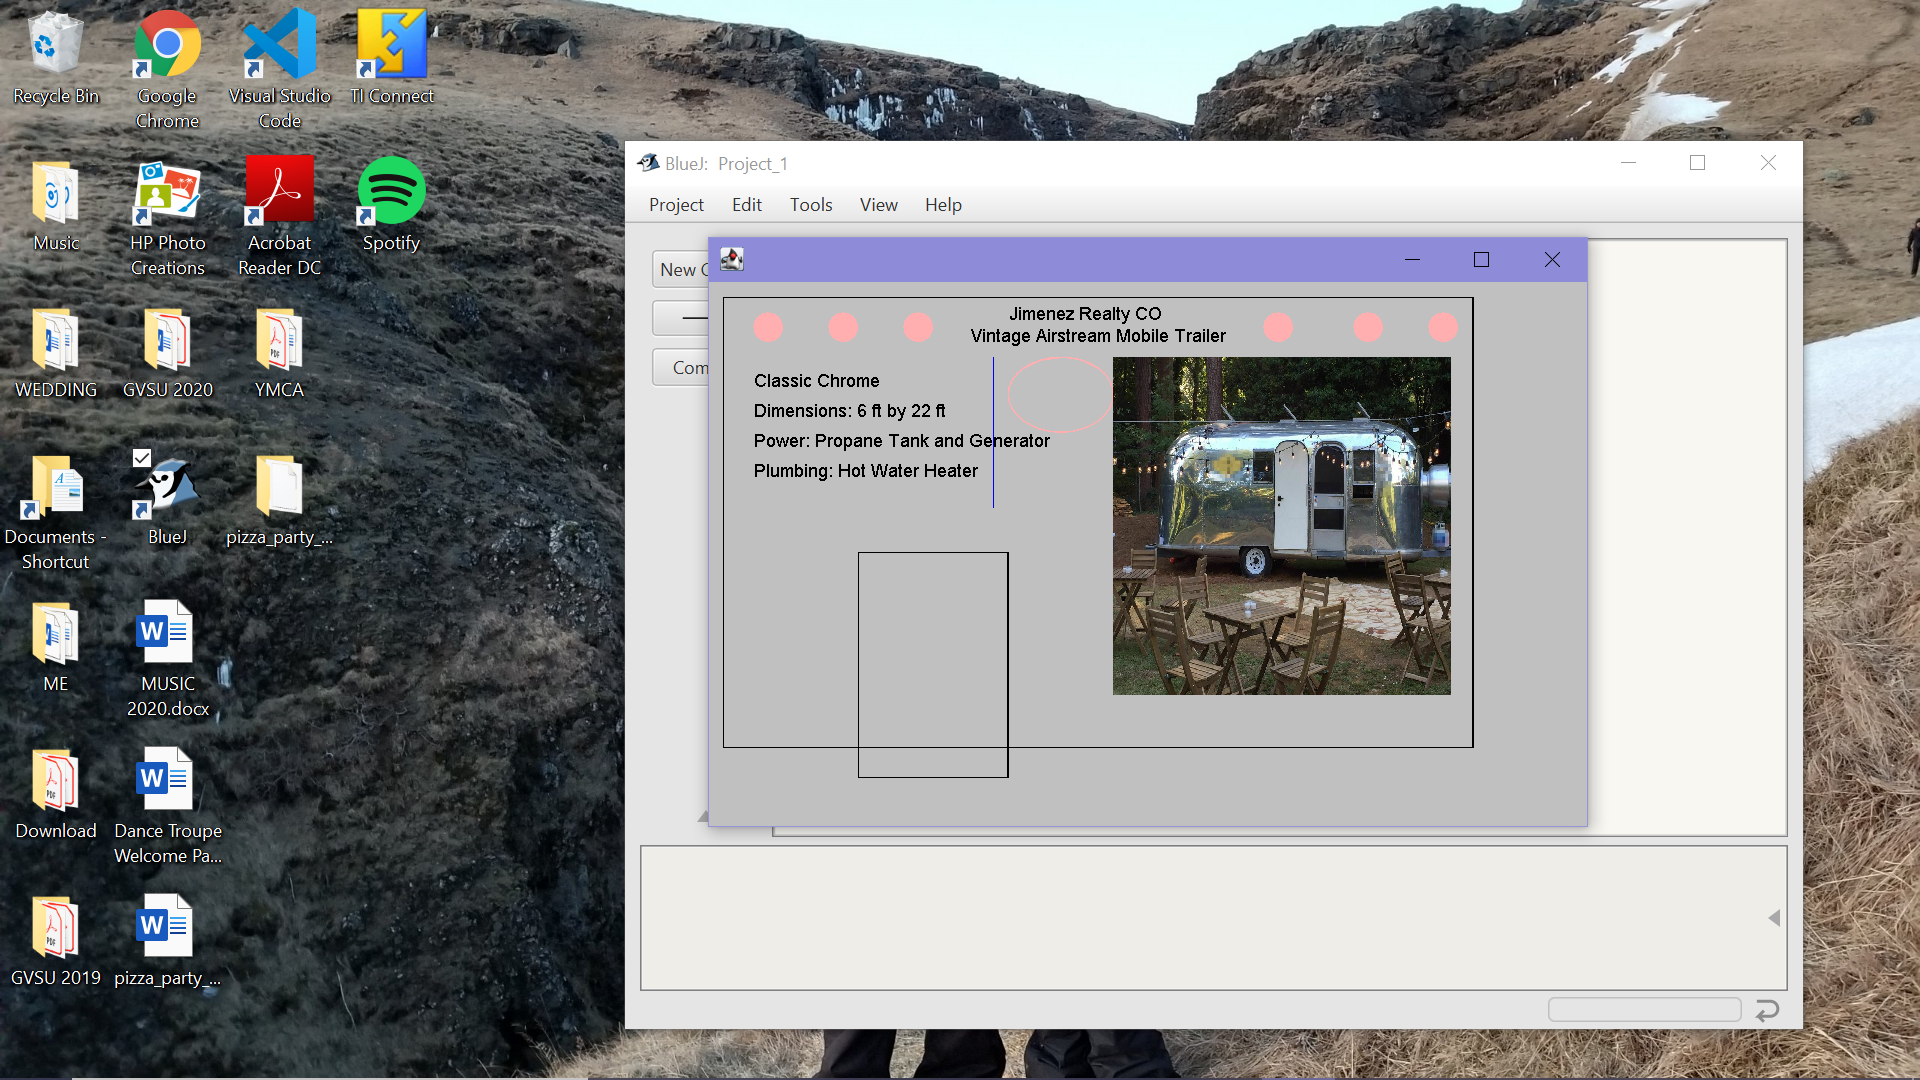 Recycle Bin
Google
Chrome
Visual Studio
Code
TI Connect
Music
HP Photo
Creations
Acrobat
Reader DC
Spotify
WEDDING
GVSU 2020
YMCA
Documents -
Shortcut
BlueJ
pizza_party_...
ME
MUSIC
2020.docx
Download
Dance Troupe
Welcome Pa...
GVSU 2019
pizza_party_...
BlueJ: Project_1
Project Edit Tools View Help
New C
Com
Jimenez Realty CO
Vintage Airstream Mobile Trailer
Classic Chrome
Dimensions: 6 ft by 22 ft
Power: Propane Tank and Generator
Plumbing: Hot Water Heater